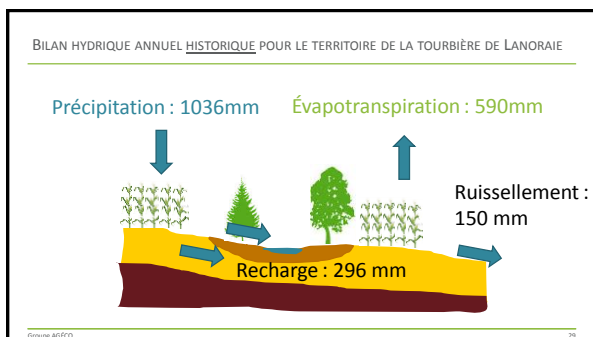 BILAN HYDRIQUE ANNUEL HISTORIQUE POUR LE TERRITOIRE DE LA TOURBIÈRE DE LANORAIE
Précipitation : 1036mm
Évapotranspiration : 590mm
Ruissellement :
150 mm
Recharge : 296 mm
Groupe AGÉCO
29